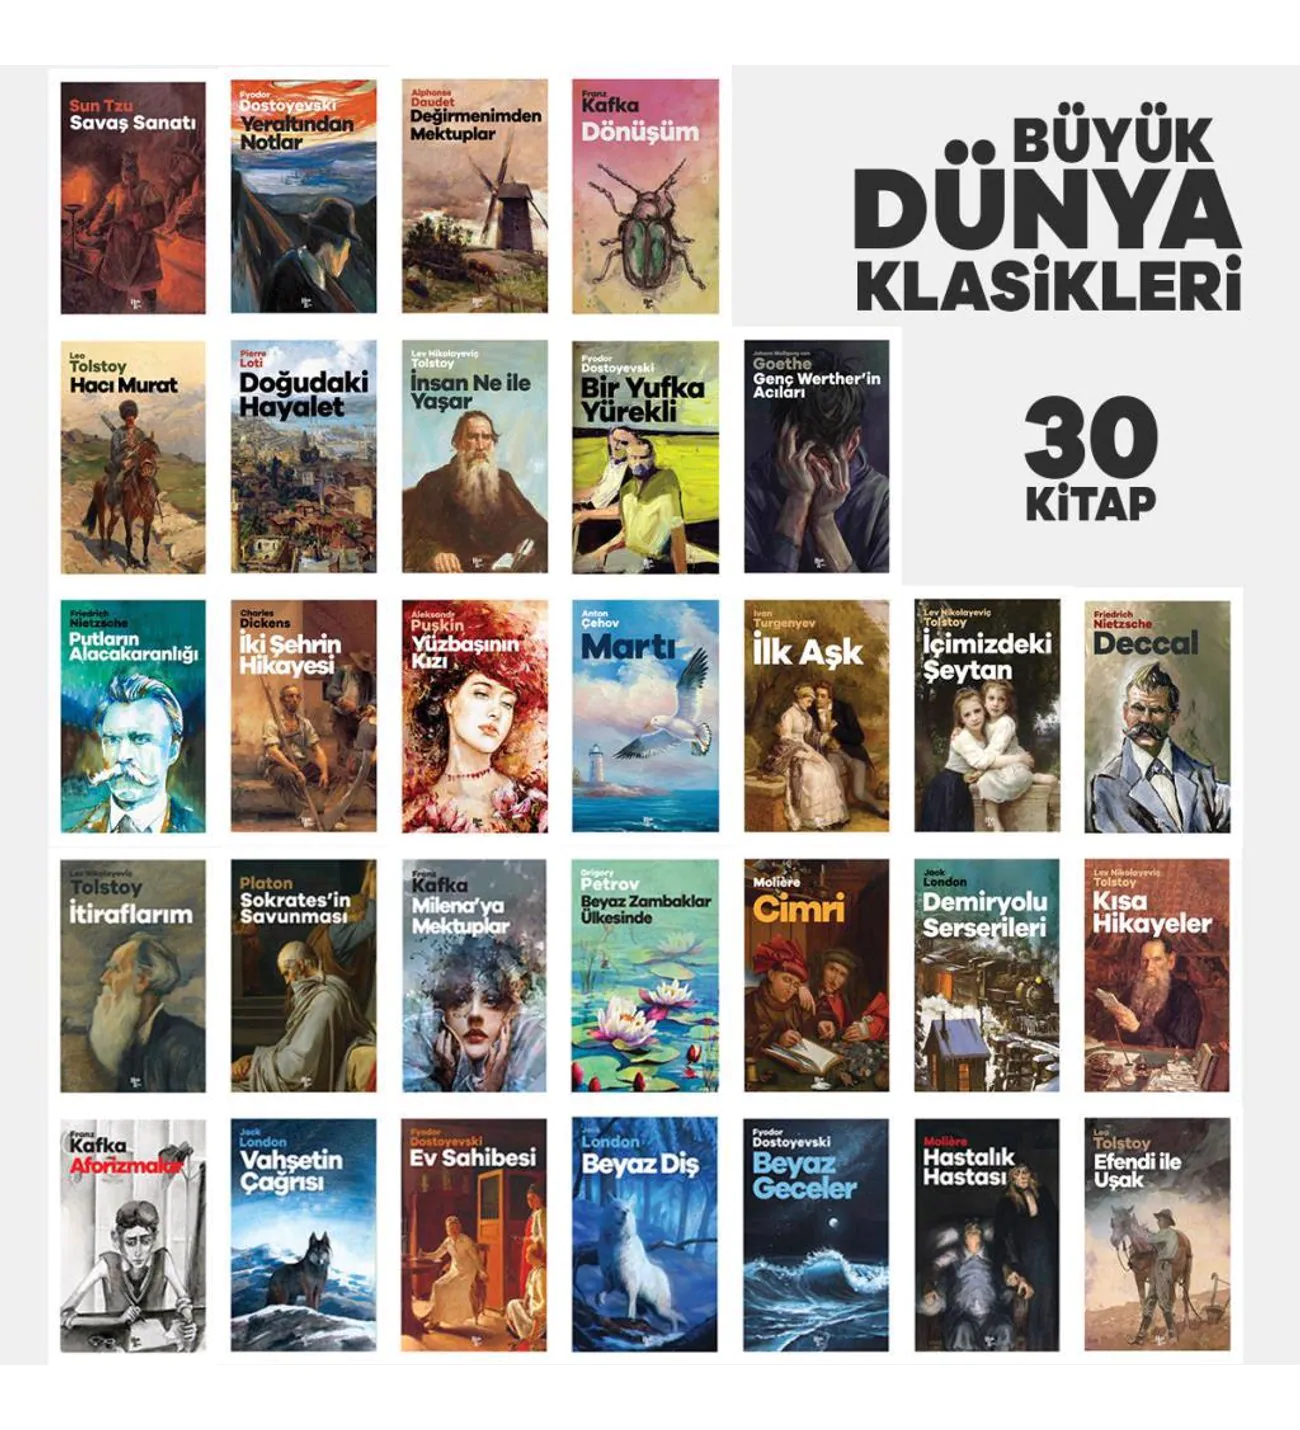 BÜYÜK
DÜNYA
KLASiKLERi
30
KiTAP
Sun Tzu
Savaş Sanatı
Fyodor
Dostoyevski
Yeraltından
Notlar
Alphonse
Daudet
Değirmenimden
Mektuplar
Franz
Kafka
Dönüşüm
Leo
Tolstoy
Hacı Murat
Pierre
Loti
Doğudaki
Hayalet
Lev Nikolayeviç
Tolstoy
İnsan Ne ile
Yaşar
Fyodor
Dostoyevski
Bir Yufka
Yürekli
Johann Wolfgang von
Goethe
Genç Werther'in
Acıları
Friedrich
Nietzsche
Putların
Alacakaranlığı
Charles
Dickens
İki Şehrin
Hikayesi
Aleksandr
Puşkin
Yüzbaşının
Kızı
Anton
Çehov
Martı
Ivan
Turgenyev
İlk Aşk
Lev Nikolayeviç
Tolstoy
İçimizdeki
Şeytan
Friedrich
Nietzsche
Deccal
Lev Nikolayeviç
Tolstoy
İtiraflarım
Platon
Sokrates'in
Savunması
Franz
Kafka
Milena'ya
Mektuplar
Grigory
Petrov
Beyaz Zambaklar
Ülkesinde
Molière
Cimri
Jack
London
Demiryolu
Serserileri
Lev Nikolayeviç
Tolstoy
Kısa
Hikayeler
Franz
Kafka
Aforizmalar
Jack
London
Vahşetin
Çağrısı
Fyodor
Dostoyevski
Ev Sahibesi
Jack
London
Beyaz Diş
Fyodor
Dostoyevski
Beyaz
Geceler
Molière
Hastalık
Hastası
Leo
Tolstoy
Efendi ile
Uşak